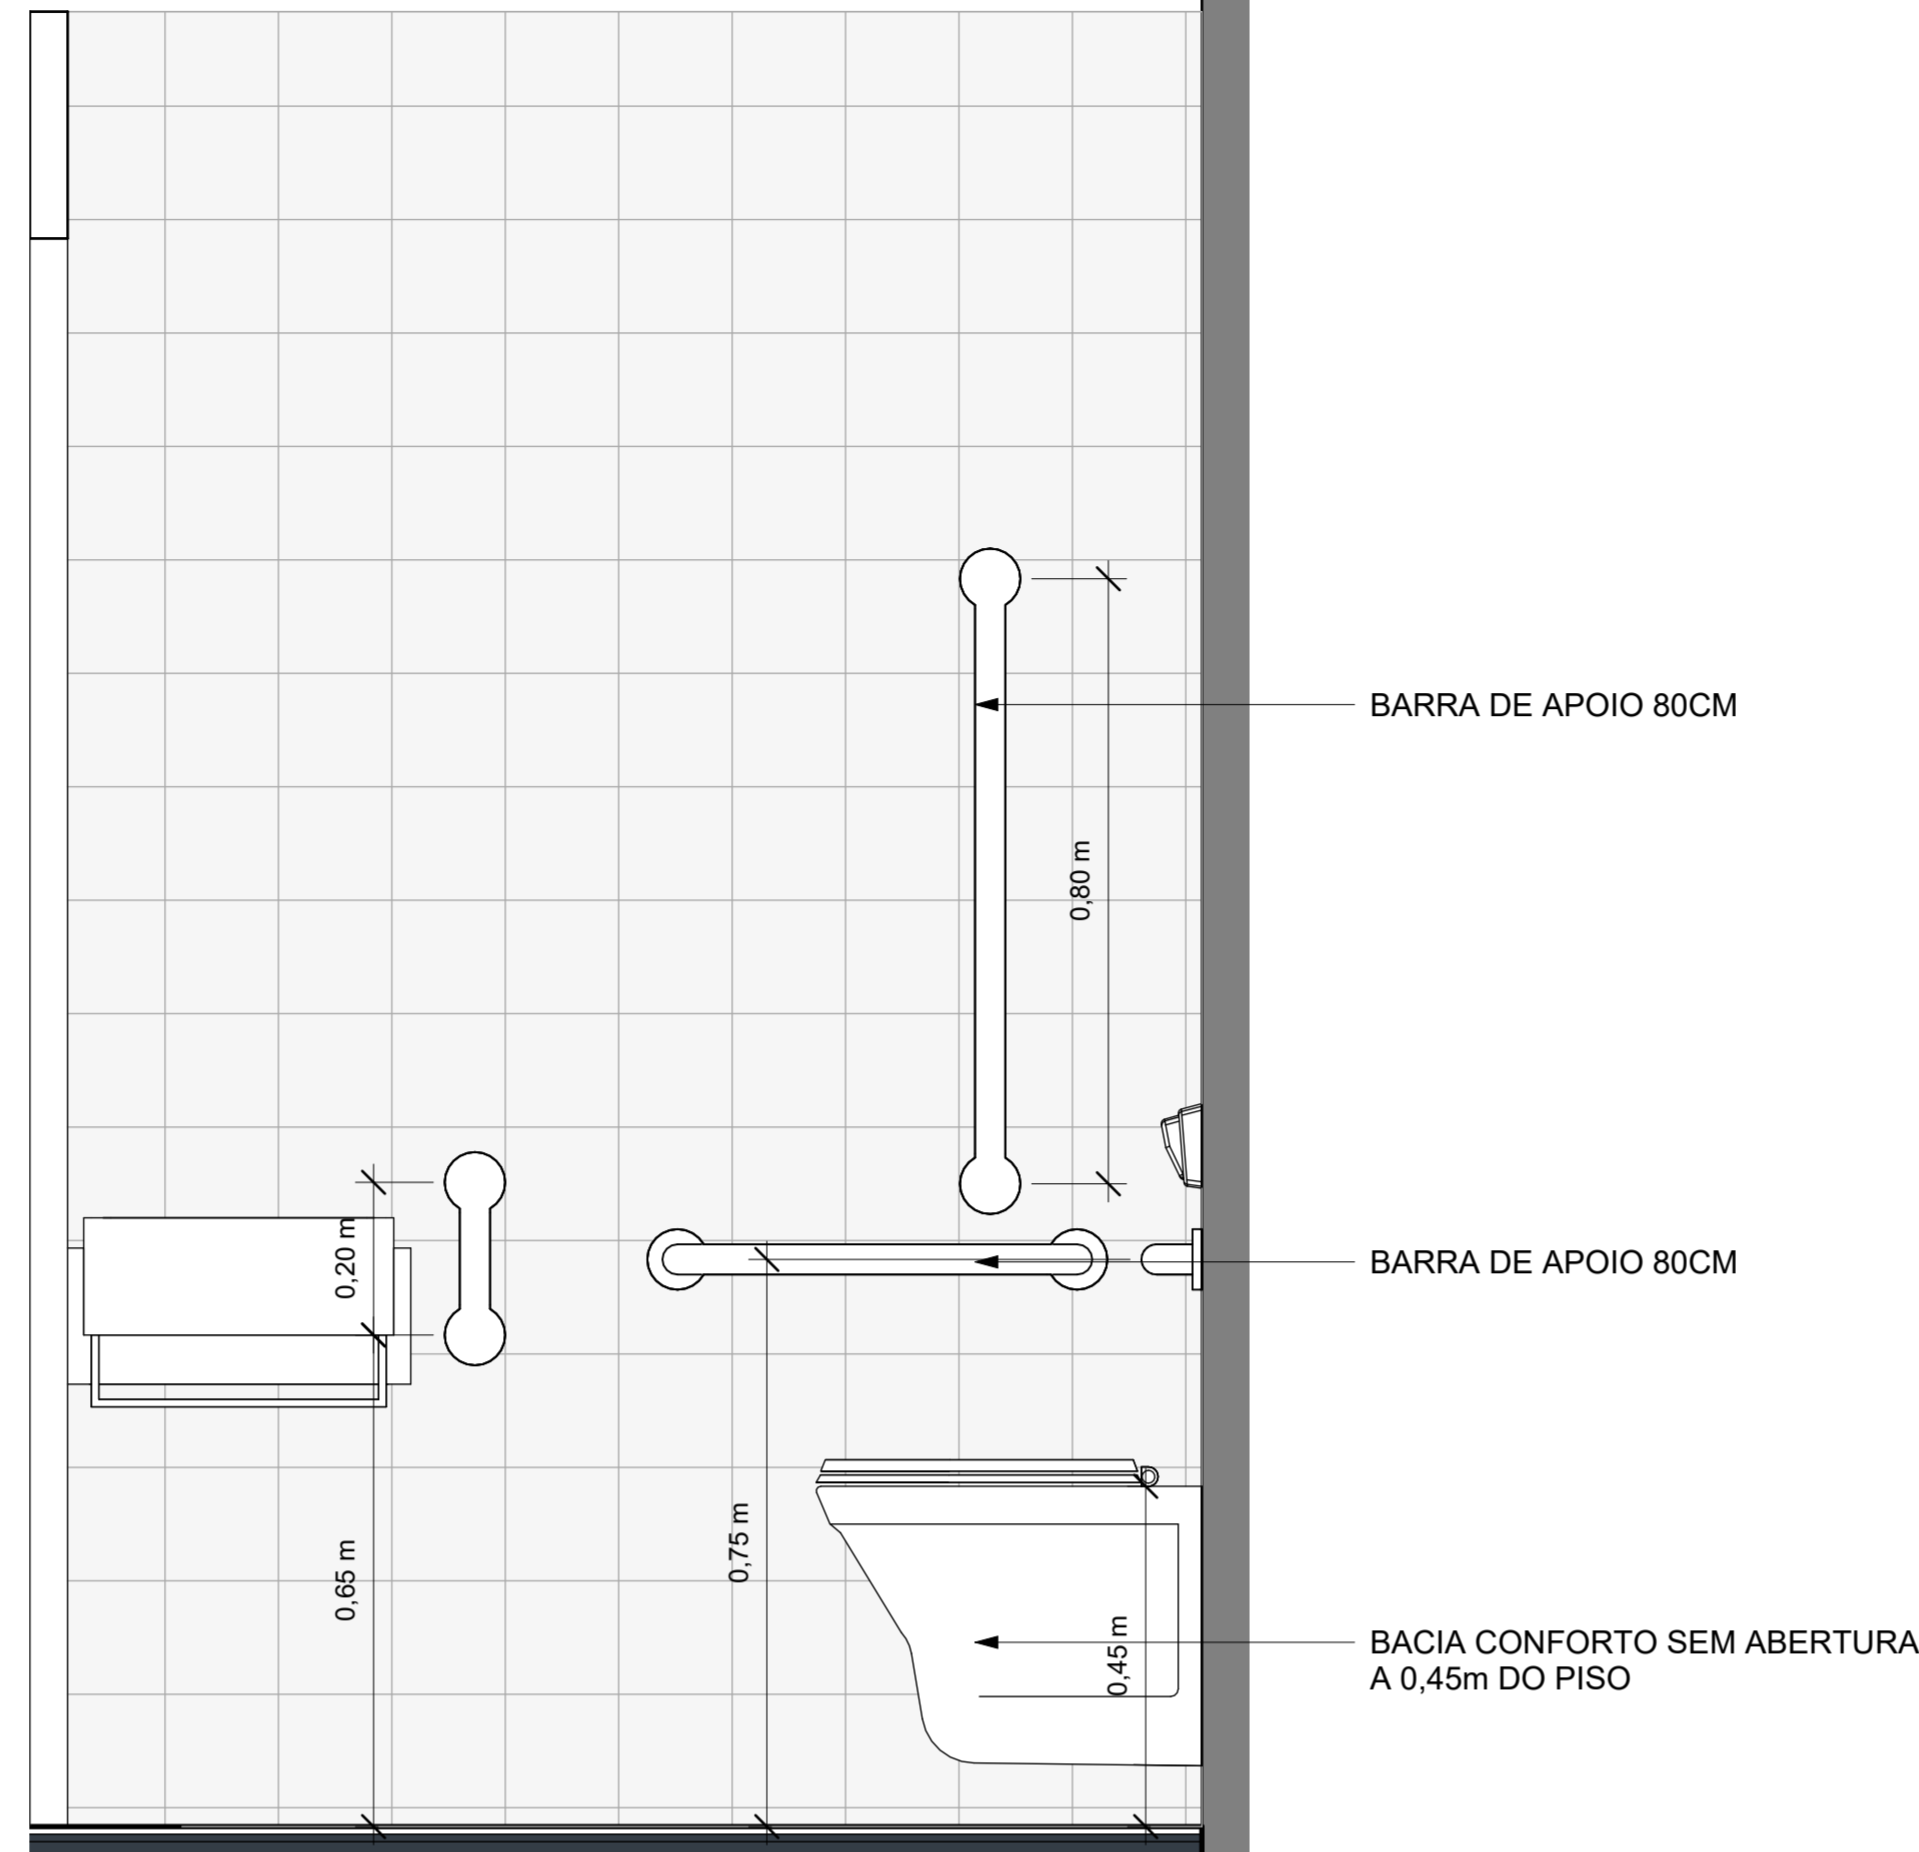 BARRA DE APOIO 80CM
0,80 m
0,20 m
BARRA DE APOIO 80CM
0,75 m
0,65 m
0,45 m
BACIA CONFORTO SEM ABERTURA
A 0,45m DO PISO